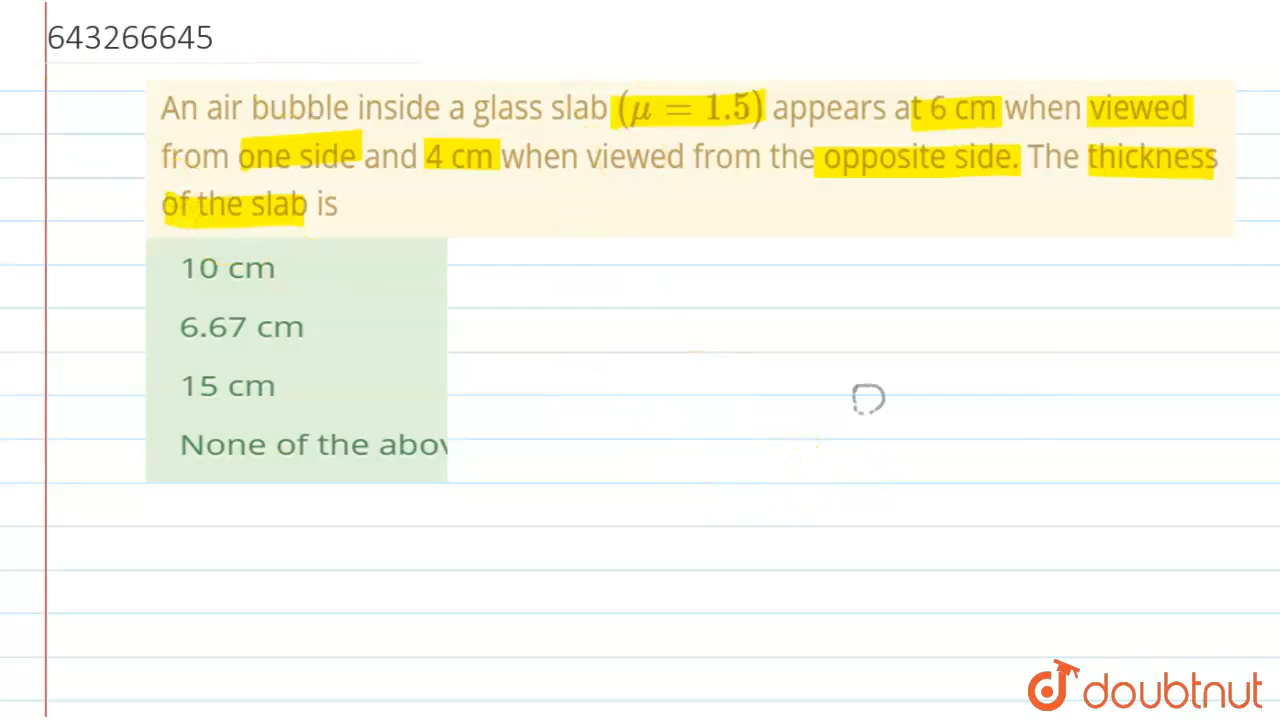 643266645
An air bubble inside a glass slab (μ = 1.5) appears at 6 cm when viewed
from one side and 4 cm when viewed from the opposite side. The thickness
of the slab is
10 cm
6.67 cm
15 cm
None of the abov
doubtnut